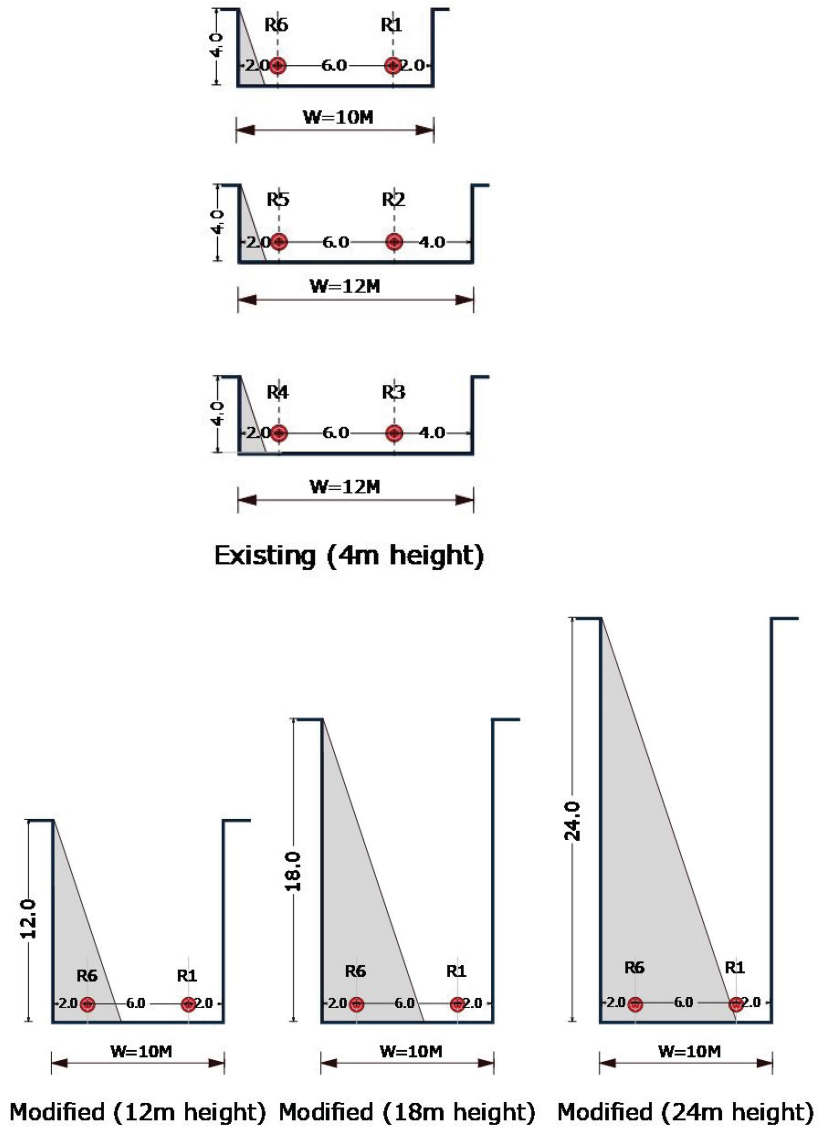 R6 R1
4.0
2.0 6.0 2.0
W=10M
R5 R2
4.0
2.0 6.0 4.0
W=12M
R4 R3
4.0
2.0 6.0 4.0
W=12M
Existing (4m height)
12.0
R6 R1
2.0 6.0 2.0
W=10M
Modified (12m height)
18.0
R6 R1
2.0 6.0 2.0
W=10M
Modified (18m height)
24.0
R6 R1
2.0 6.0 2.0
W=10M
Modified (24m height)